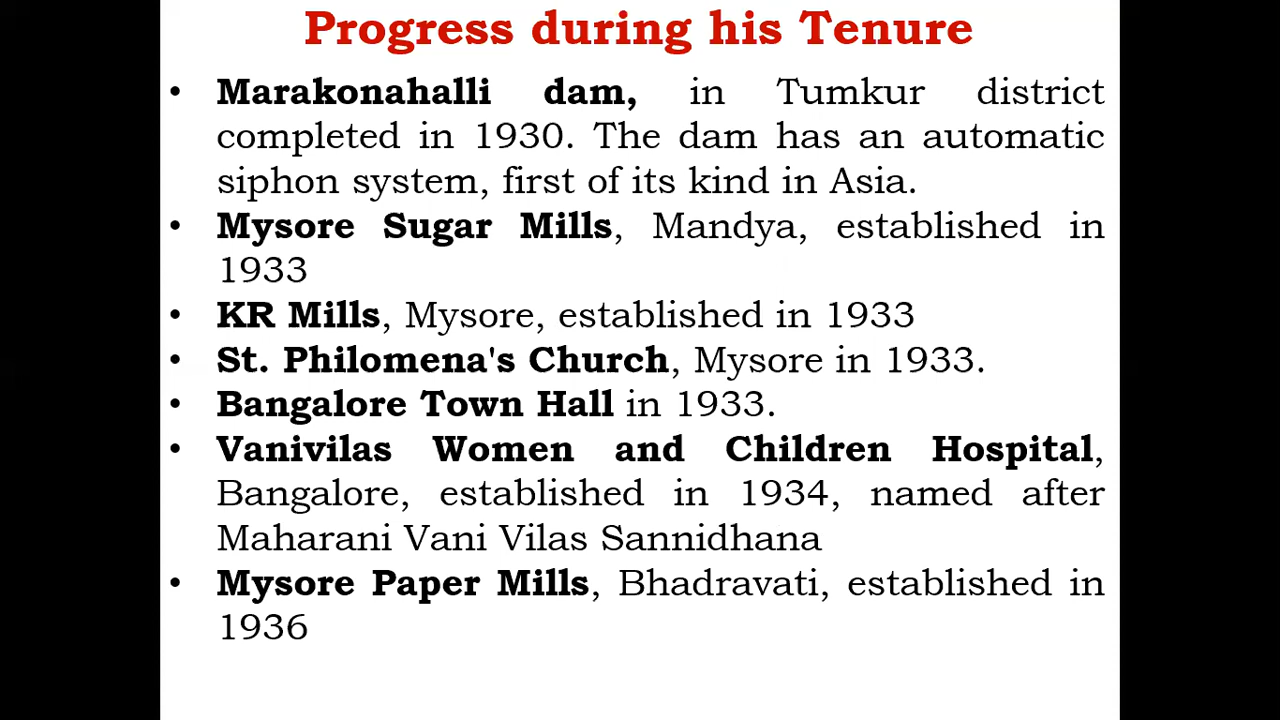 Progress during his Tenure
• Marakonahalli dam, in Tumkur district
completed in 1930. The dam has an automatic
siphon system, first of its kind in Asia.
• Mysore Sugar Mills, Mandya, established in
1933
• KR Mills, Mysore, established in 1933
• St. Philomena's Church, Mysore in 1933.
• Bangalore Town Hall in 1933.
• Vanivilas Women and Children Hospital,
Bangalore, established in 1934, named after
Maharani Vani Vilas Sannidhana
• Mysore Paper Mills, Bhadravati, established in
1936